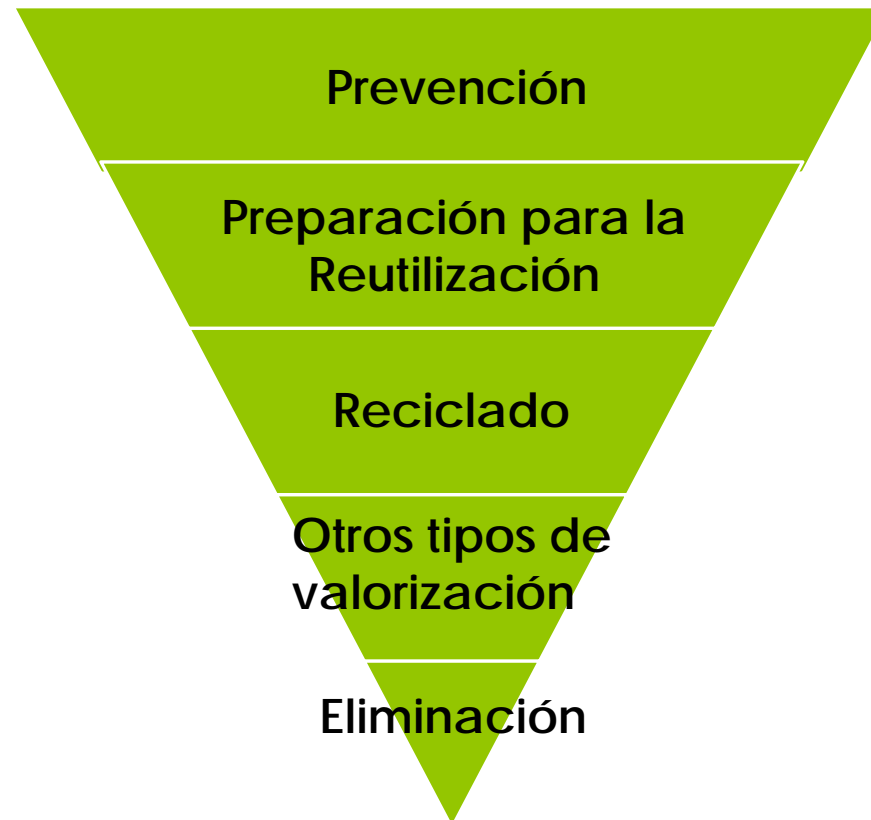 Prevención
Preparación para la
Reutilización
Reciclado
Otros tipos de
valorización
Eliminación